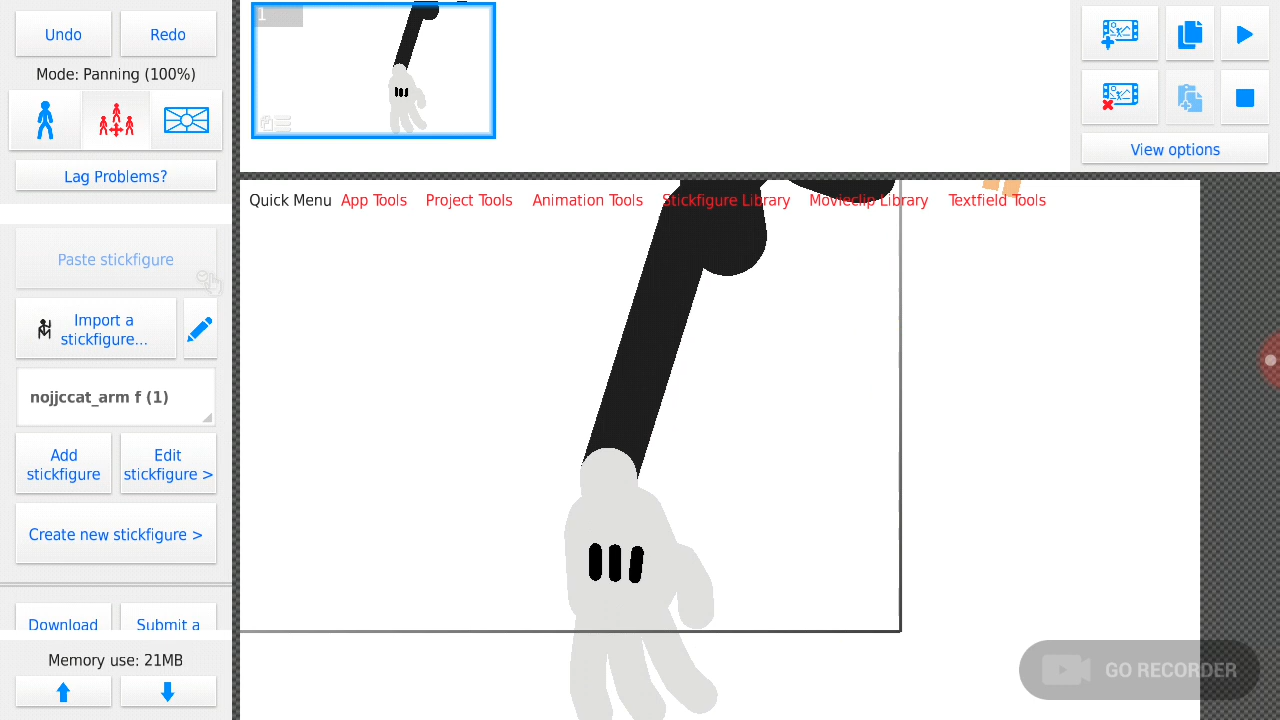 Undo
Redo
Mode: Panning (100%)
Lag Problems?
1
View options
Quick Menu App Tools Project Tools Animation Tools Stickfigure Library Movieclip Library Textfield Tools
Paste stickfigure
Import a
stickfigure...
nojjccat_arm f (1)
Add
stickfigure
Edit
stickfigure >
Create new stickfigure >
Download
Submit a
Memory use: 21MB
GO RECORDER